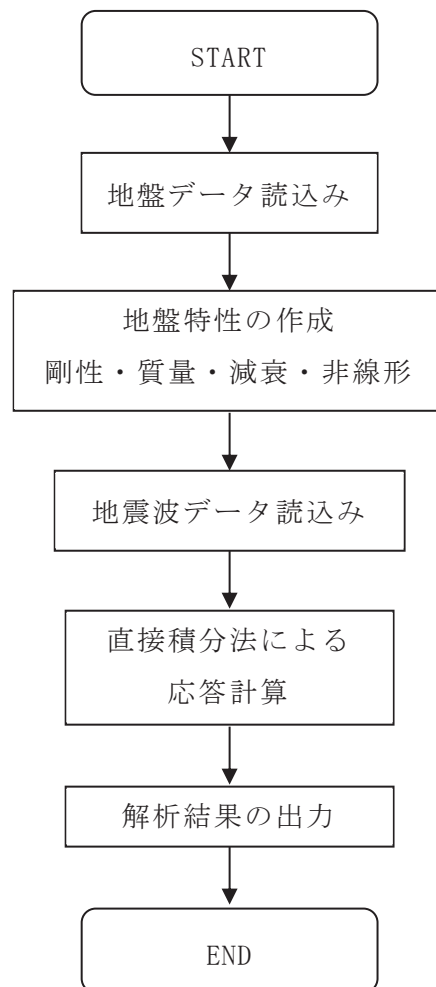 START
地盤データ読込み
地盤特性の作成
剛性・質量・減衰・非線形
地震波データ読込み
直接積分法による
応答計算
解析結果の出力
END